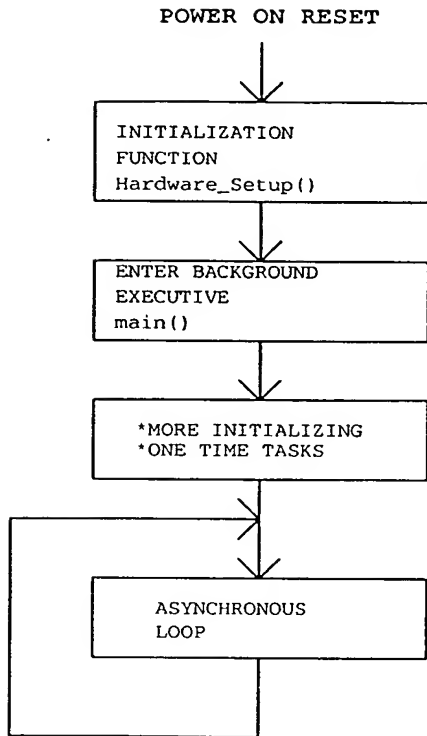 POWER ON RESET
INITIALIZATION
FUNCTION
Hardware_Setup()
ENTER BACKGROUND
EXECUTIVE
main()
*MORE INITIALIZING
*ONE TIME TASKS
ASYNCHRONOUS
LOOP